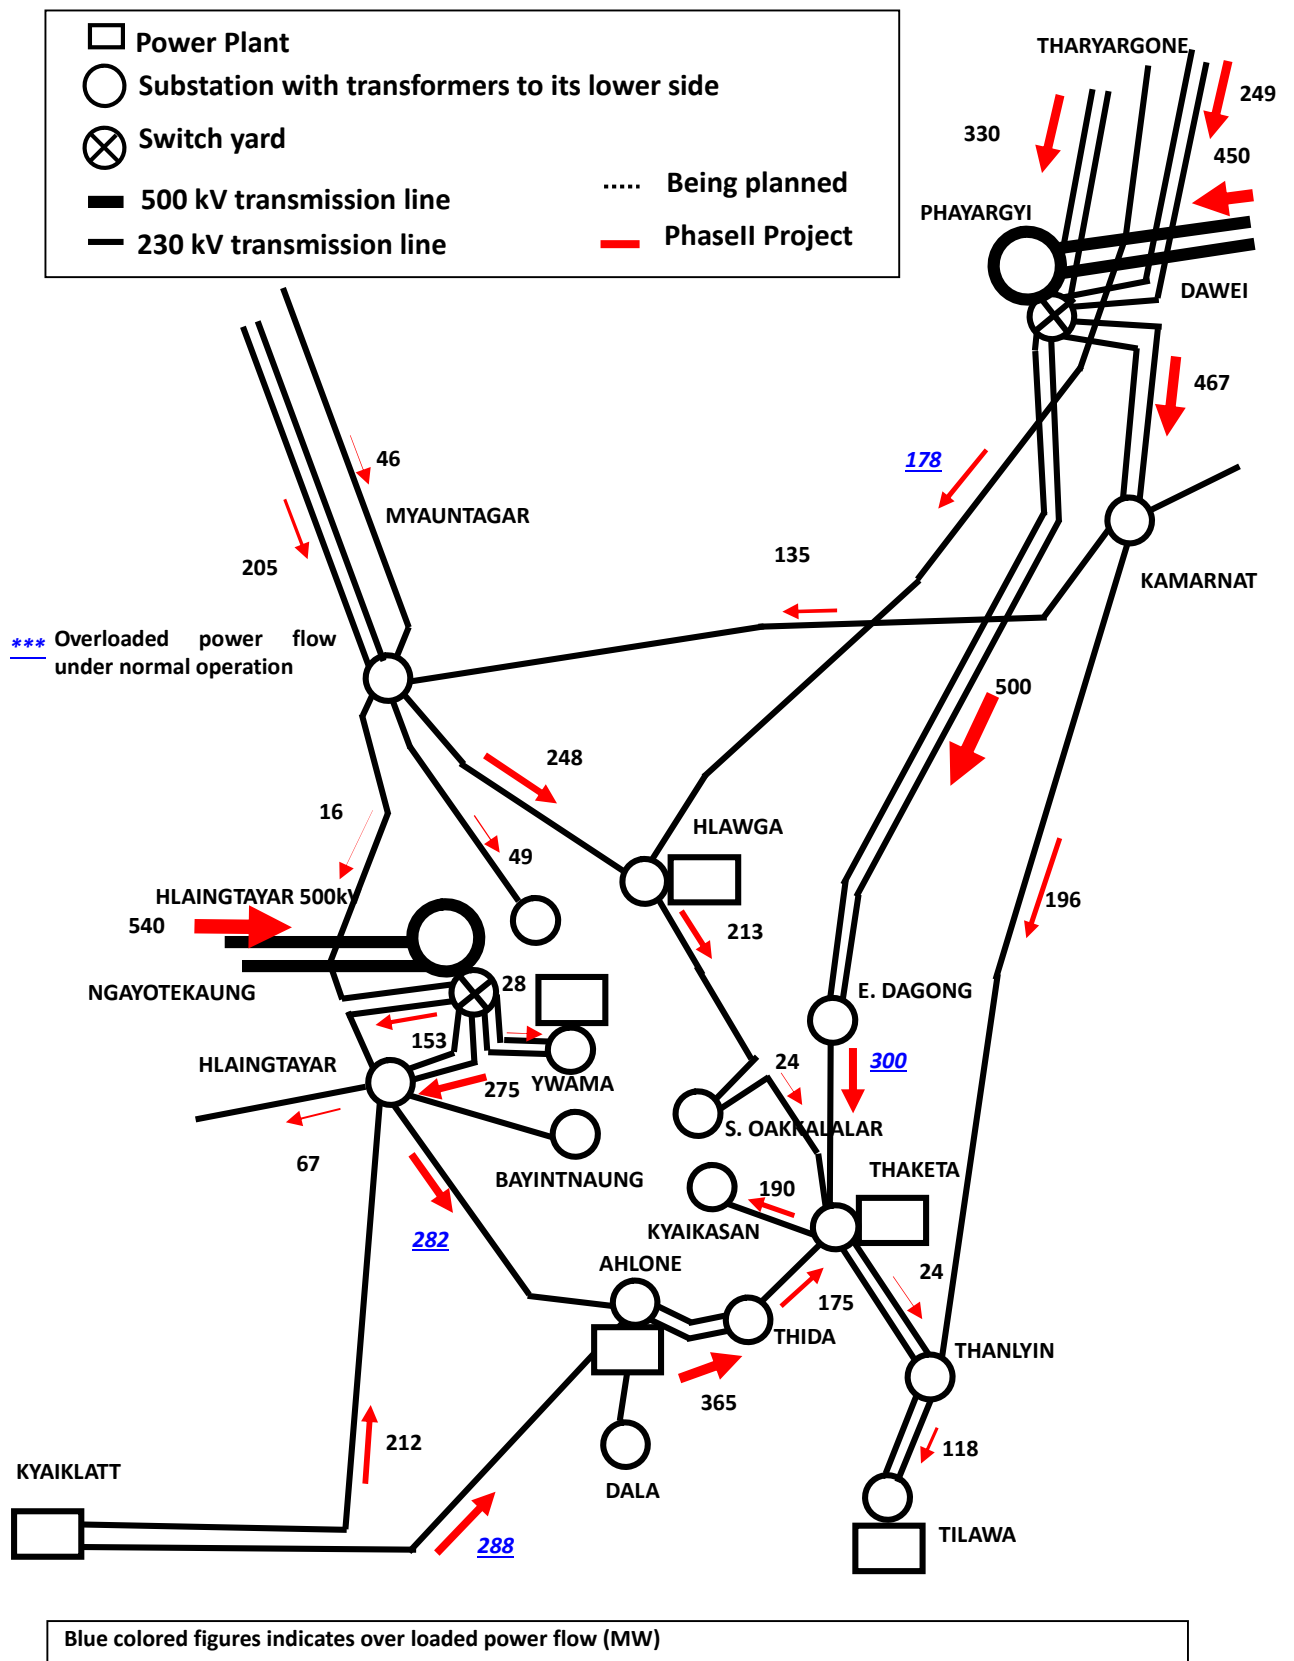 Power Plant
Substation with transformers to its lower side
Switch yard
500 kV transmission line
230 kV transmission line
Being planned
PhaseII Project
THARYARGONE
249
330
450
PHAYARGYI
DAWEI
467
178
46
MYAUNTAGAR
205
135
KAMARNAT
*** Overloaded power flow
under normal operation
500
248
16
49
HLAWGA
HLAINGTAYAR 500kV
540
213
196
NGAYOTEKAUNG
28
E. DAGONG
153
HLAINGTAYAR
24
300
YWAMA
275
S. OAKKALALAR
67
BAYINTNAUNG
THAKETA
190
KYAIKASAN
282
AHLONE
24
175
THIDA
THANLYIN
365
212
118
KYAIKLATT
DALA
288
TILAWA
Blue colored figures indicates over loaded power flow (MW)